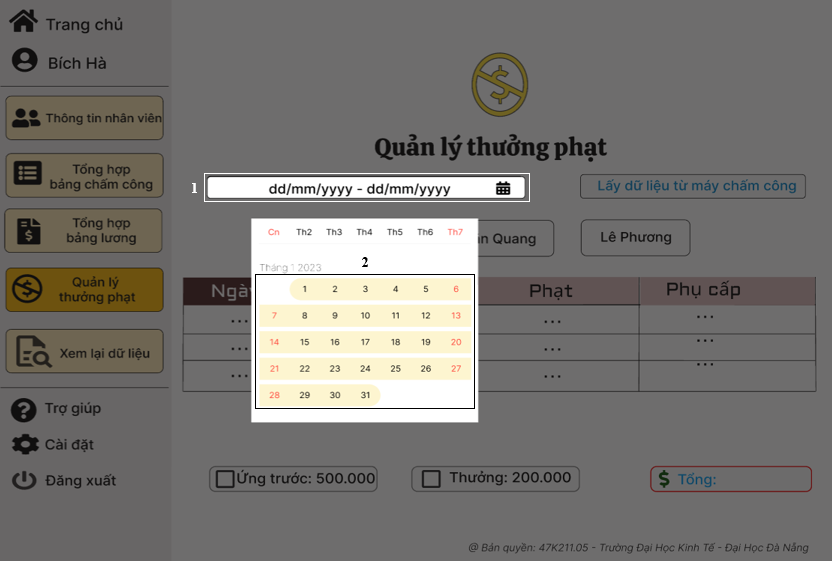 Trang chủ
Bích Hà
Thông tin nhân viên
Tổng hợp
bảng chấm công
Tổng hợp
bảng lương
Quản lý
thưởng phạt
Xem lại dữ liệu
Trợ giúp
Cài đặt
Đăng xuất
Quản lý thưởng phạt
1
dd/mm/yyyy - dd/mm/yyyy
Lấy dữ liệu từ máy chấm công
Quang
Lê Phương
Cn Th2 Th3 Th4 Th5 Th6 Th7
Tháng 1 2023
2
1 2 3 4 5 6
7 8 9 10 11 12 13
14 15 16 17 18 19 20
21 22 23 24 25 26 27
28 29 30 31
Ngày Phạt Phụ cấp
... ... ...
... ... ...
... ... ...
Ứng trước: 500.000
Thưởng: 200.000
$ Tổng:
@ Bản quyền: 47K211.05 - Trường Đại Học Kinh Tế - Đại Học Đà Nẵng